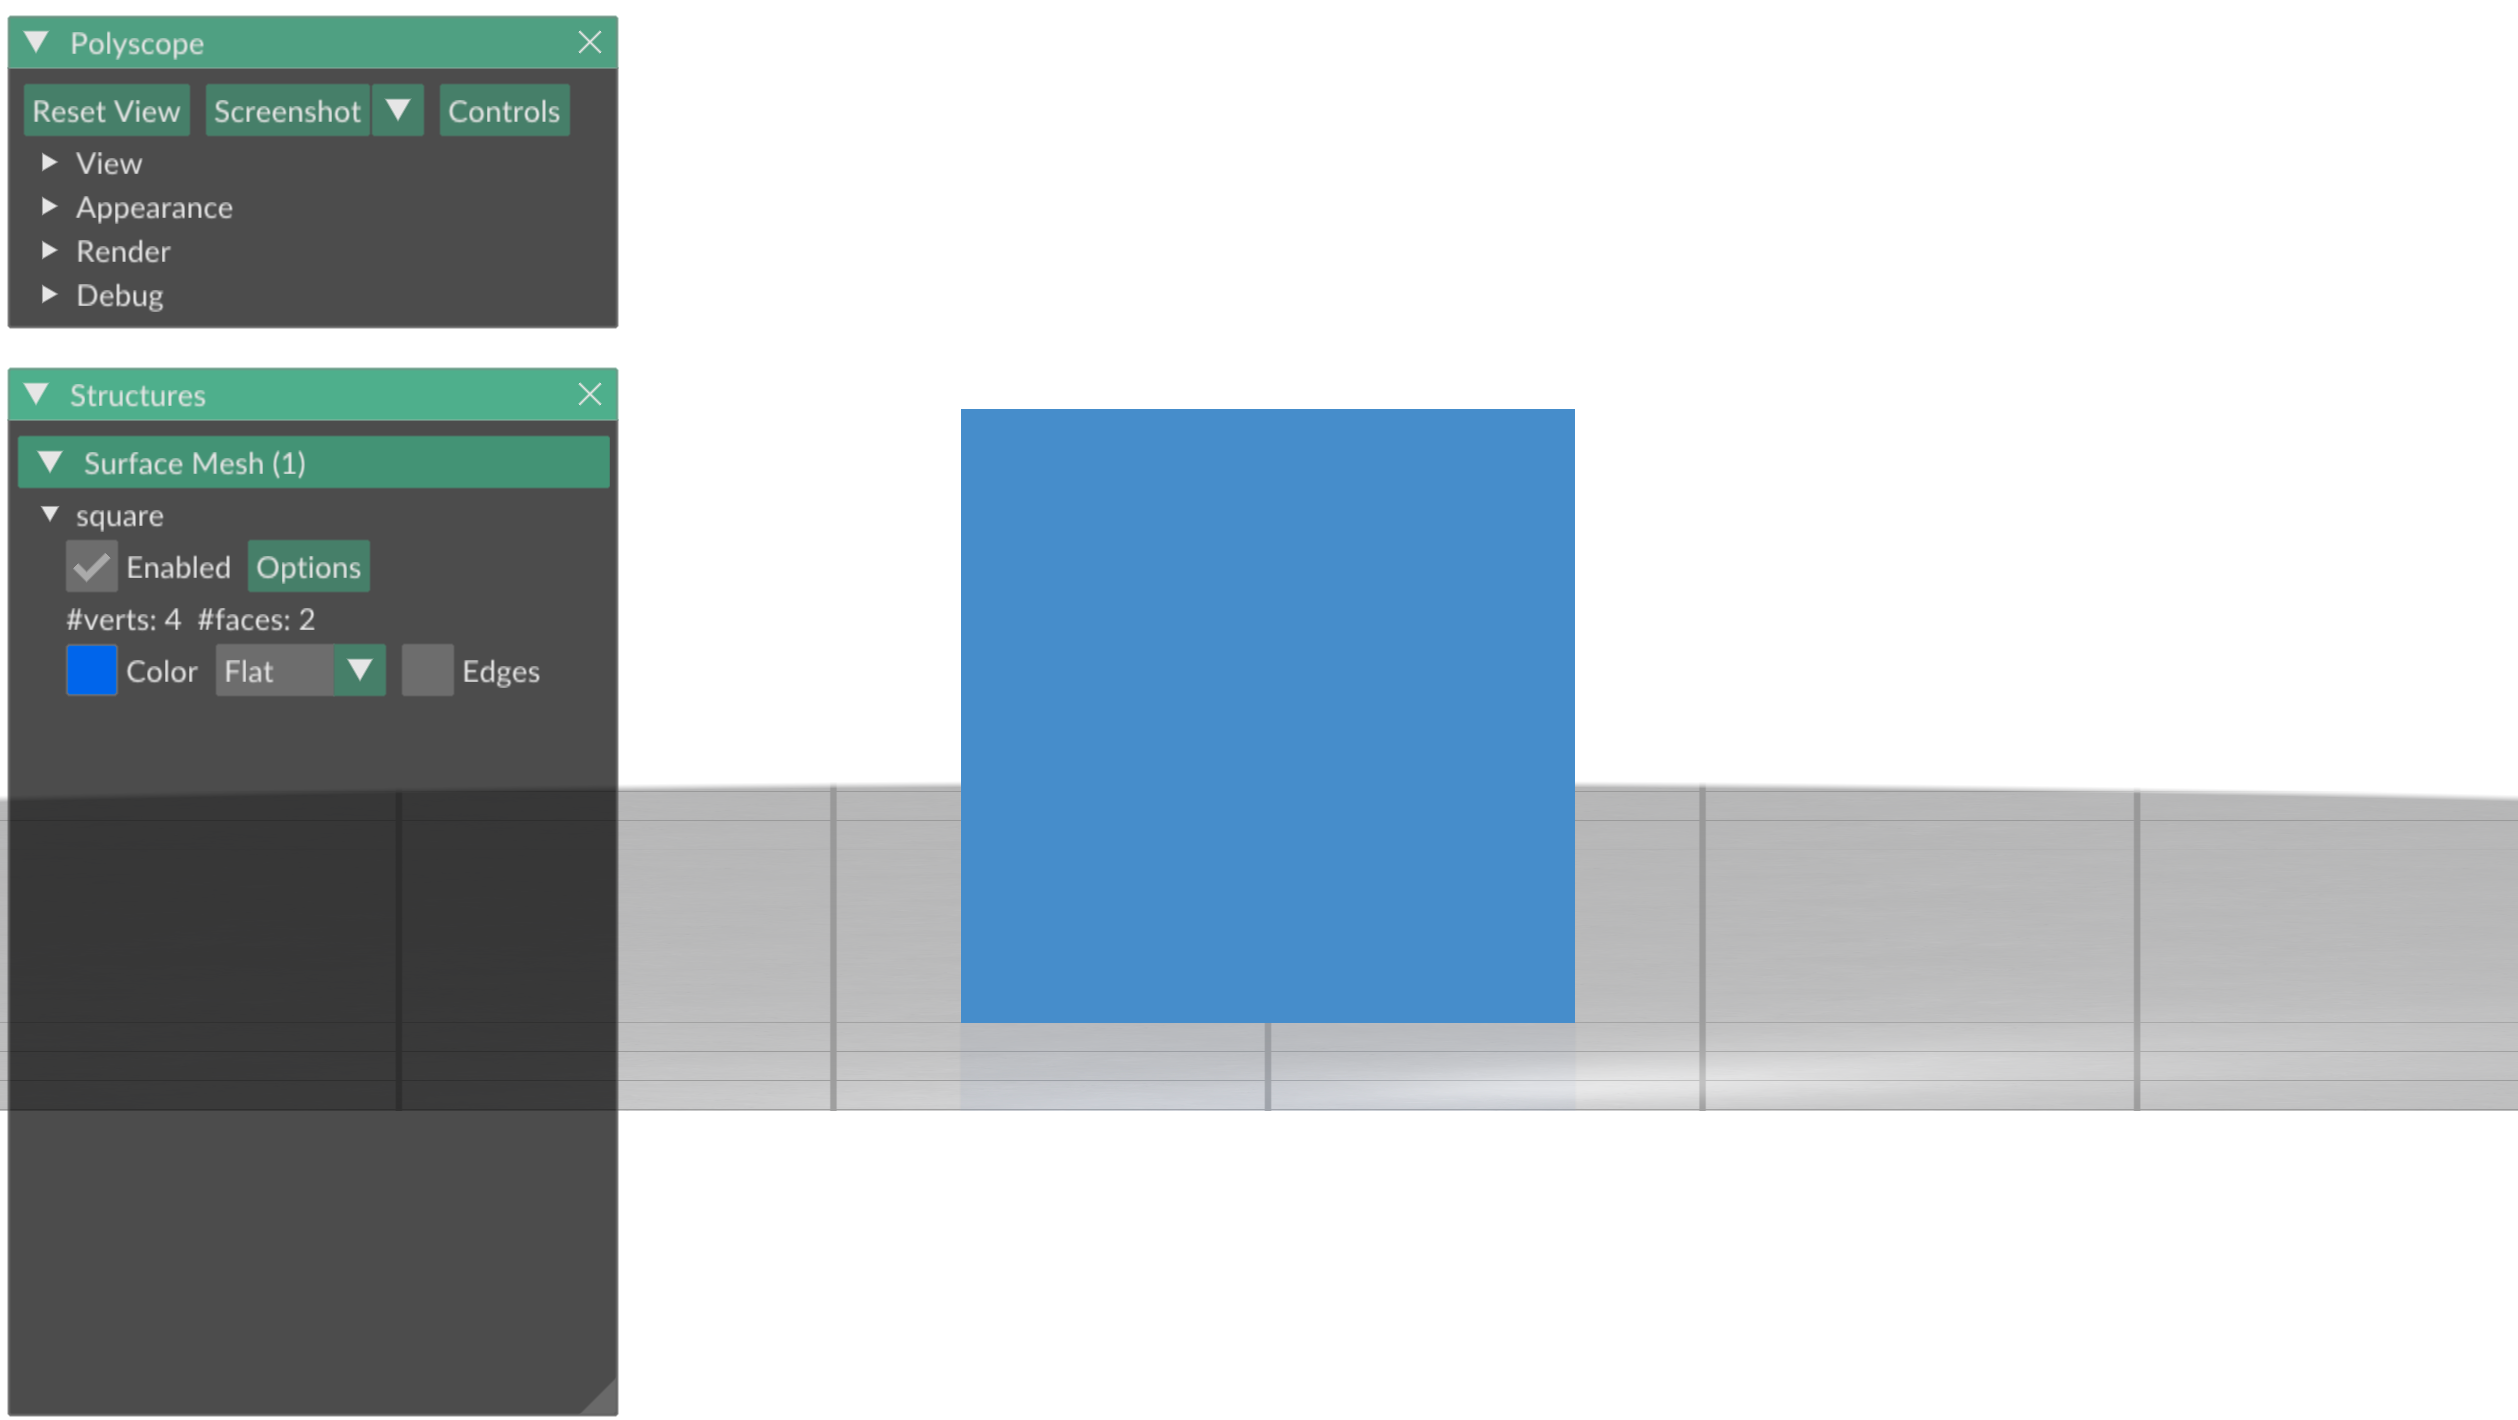 Polyscope
Reset View Screenshot Controls
View
Appearance
Render
Debug
Structures
Surface Mesh (1)
square
Enabled Options
#verts: 4 #faces: 2
Color Flat Edges